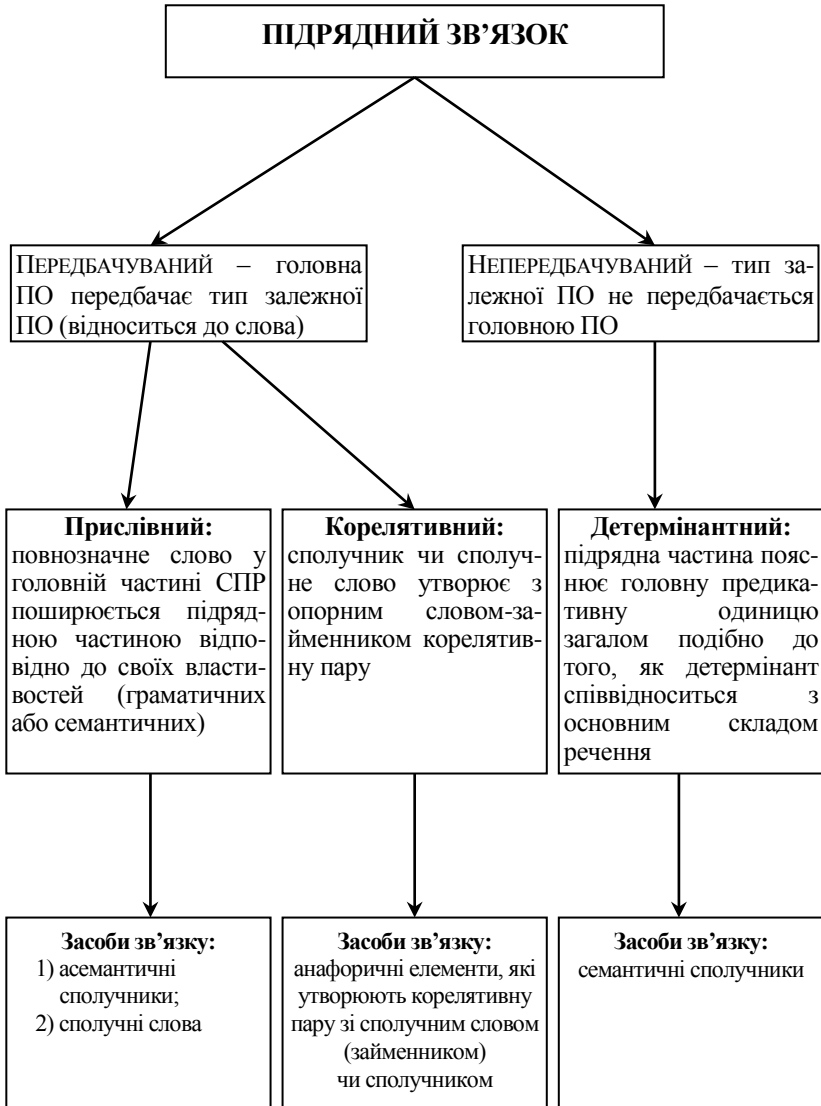 ПІДРЯДНИЙ ЗВ’ЯЗОК
ПЕРЕДБАЧУВАНИЙ – головна
ПО передбачає тип залежної
ПО (відноситься до слова)
НЕПЕРЕДБАЧУВАНИЙ – тип за-
лежної ПО не передбачається
головною ПО
Прислівний:
повнозначне слово у
головній частині СПР
поширюється підряд-
ною частиною відпо-
відно до своїх власти-
востей (граматичних
або семантичних)
Корелятивний:
сполучник чи сполуч-
не слово утворює з
опорним словом-за-
йменником корелятив-
ну пару
Детермінантний:
підрядна частина пояс-
нює головну предика-
тивну одиницю
загалом подібно до
того, як детермінант
співвідноситься з
основним складом
речення
Засоби зв’язку:
1) асемантичні
сполучники;
2) сполучні слова
Засоби зв’язку:
анафоричні елементи, які
утворюють корелятивну
пару зі сполучним словом
(займенником)
чи сполучником
Засоби зв’язку:
семантичні сполучники